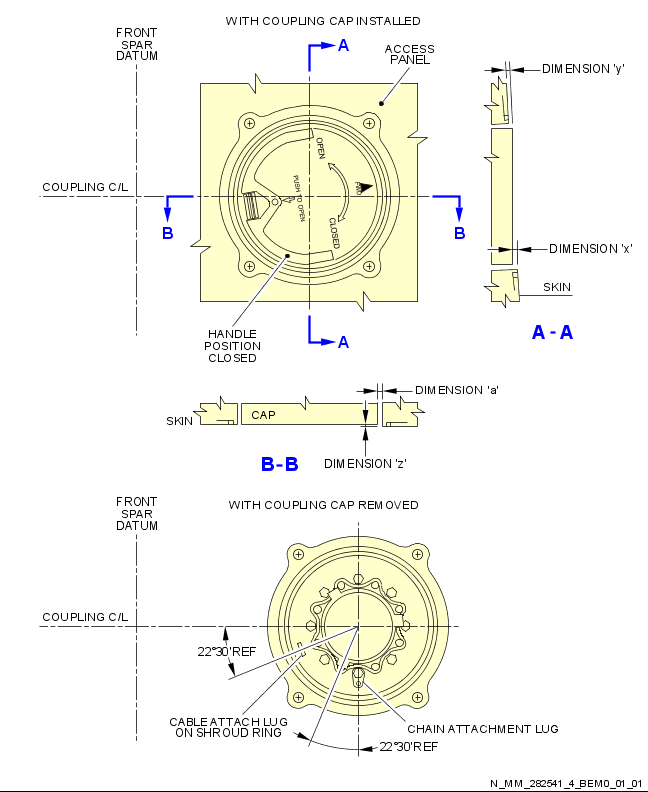 WITH COUPLING CAP INSTALLED
FRONT
SPAR
DATUM
A
ACCESS
PANEL
DIMENSION 'y'
OPEN
FWD
PUSH TO OPEN
CLOSED
COUPLING C/L
B
B
DIMENSION 'x'
SKIN
HANDLE
POSITION
CLOSED
A
A - A
DIMENSION 'a'
SKIN
CAP
B-B
DIMENSION 'z'
FRONT
SPAR
DATUM
WITH COUPLING CAP REMOVED
COUPLING C/L
22°30'REF
CABLE ATTACH LUG
ON SHROUD RING
CHAIN ATTACHMENT LUG
22°30'REF
N_MM_282541_4_BEM0_01_01